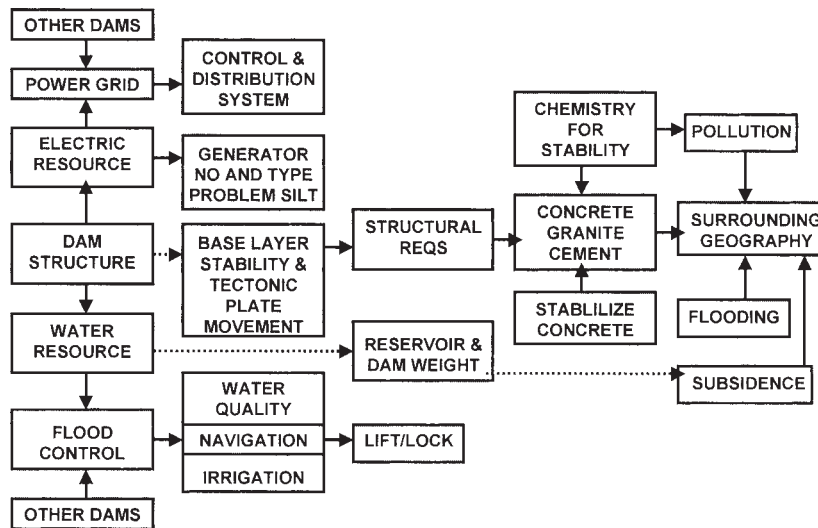 OTHER DAMS
POWER GRID
CONTROL &
DISTRIBUTION
SYSTEM
ELECTRIC
RESOURCE
GENERATOR
NO AND TYPE
PROBLEM SILT
CHEMISTRY
FOR
STABILITY
POLLUTION
DAM
STRUCTURE
BASE LAYER
STABILITY &
TECTONIC
PLATE
MOVEMENT
STRUCTURAL
REQS
CONCRETE
GRANITE
CEMENT
SURROUNDING
GEOGRAPHY
STABLILIZE
CONCRETE
FLOODING
WATER
RESOURCE
RESERVOIR &
DAM WEIGHT
SUBSIDENCE
FLOOD
CONTROL
WATER
QUALITY
NAVIGATION
IRRIGATION
LIFT/LOCK
OTHER DAMS